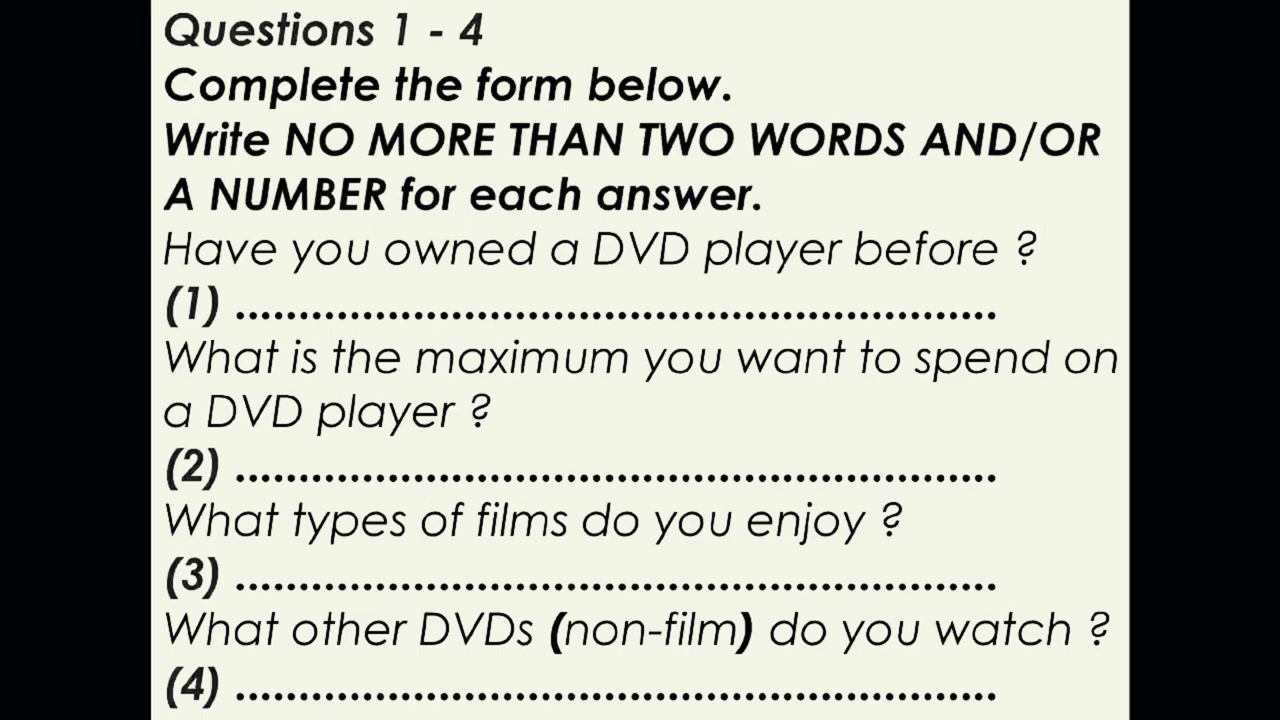 Questions 1 - 4
Complete the form below.
Write NO MORE THAN TWO WORDS AND/OR
A NUMBER for each answer.
Have you owned a DVD player before ?
(1) ............................................................
What is the maximum you want to spend on
a DVD player ?
(2) ............................................................
What types of films do you enjoy ?
(3) ............................................................
What other DVDs (non-film) do you watch ?
(4) ............................................................